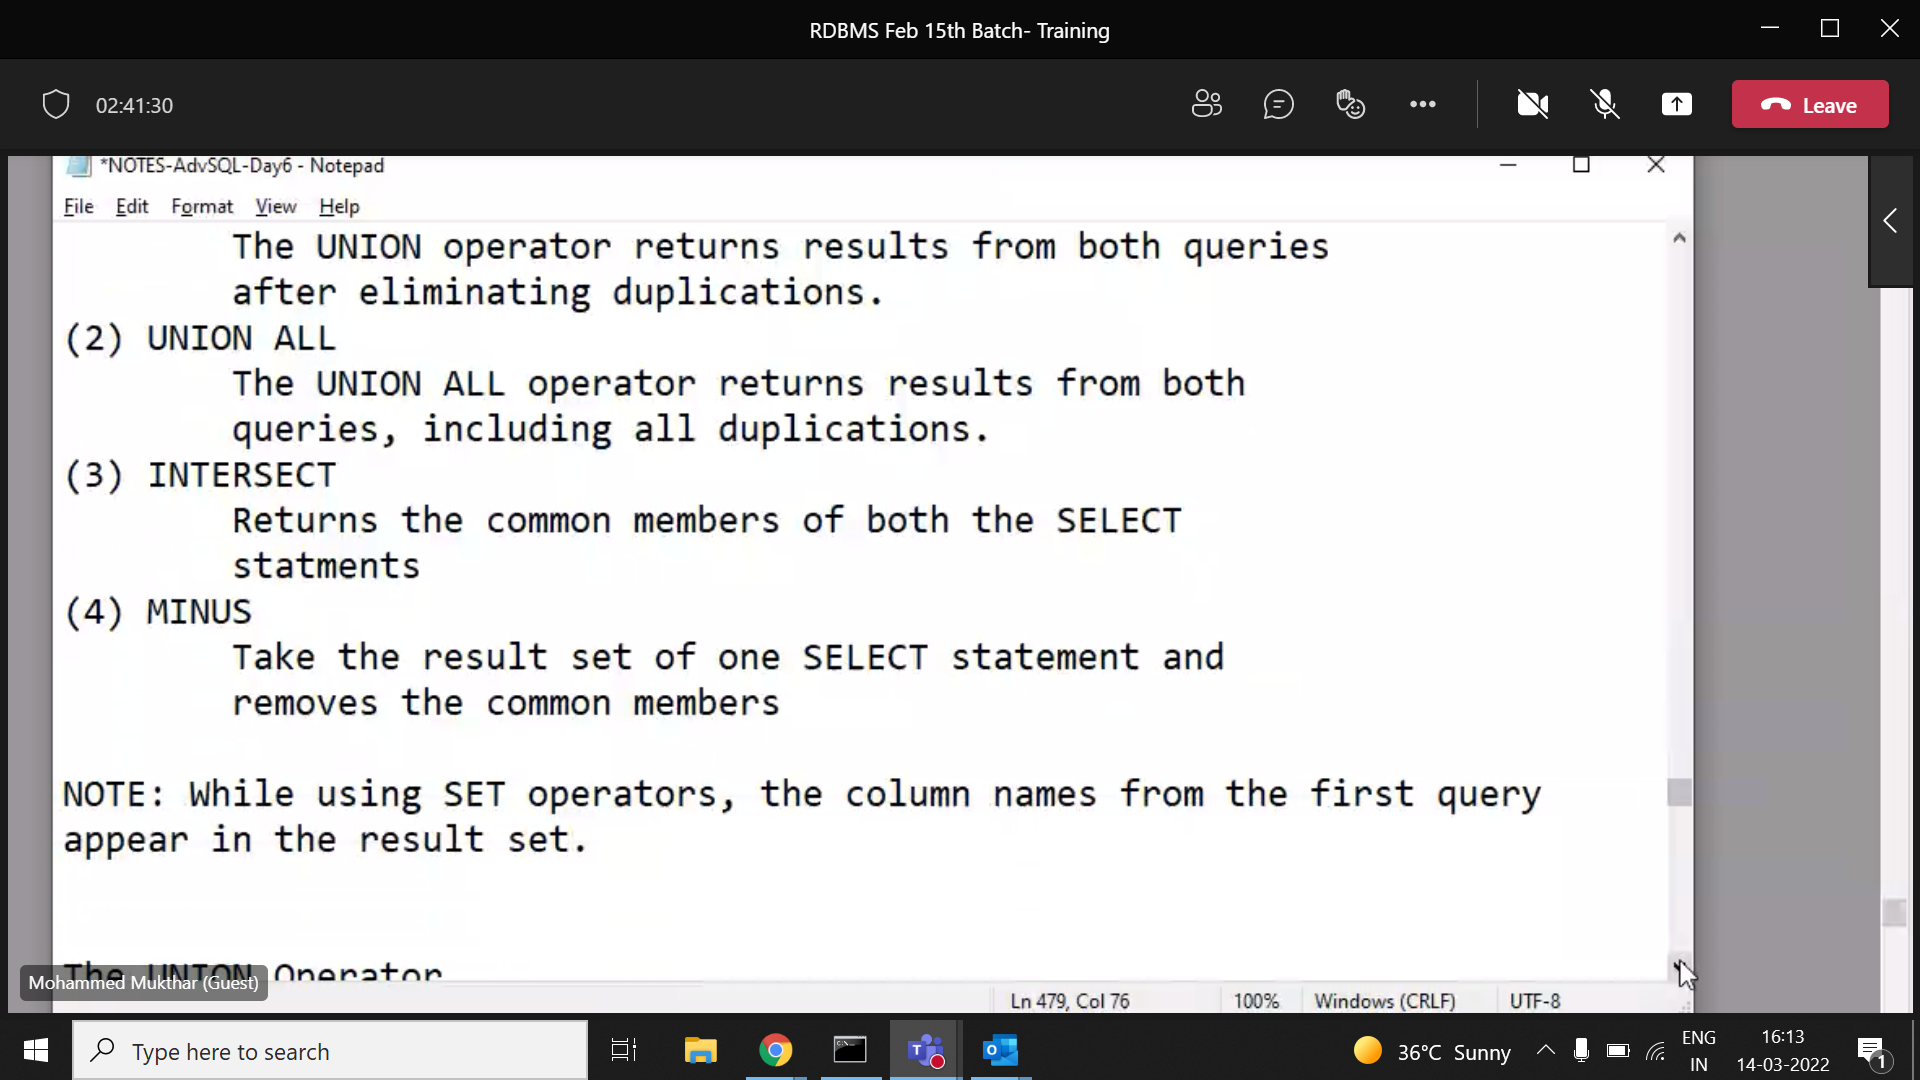 RDBMS Feb 15th Batch- Training
02:41:30
Leave
*NOTES-AdvSQL-Day6 - Notepad
File Edit Format View Help
The UNION operator returns results from both queries
after eliminating duplications.
(2) UNION ALL
The UNION ALL operator returns results from both
queries, including all duplications.
(3) INTERSECT
Returns the common members of both the SELECT
statments
(4) MINUS
Take the result set of one SELECT statement and
removes the common members
NOTE: While using SET operators, the column names from the first query
appear in the result set.
The UNION Operator
Mohammed Mukthar (Guest)
Ln 479, Col 76 100% Windows (CRLF) UTF-8
Type here to search
36°C Sunny
ENG
IN
16:13
14-03-2022
1